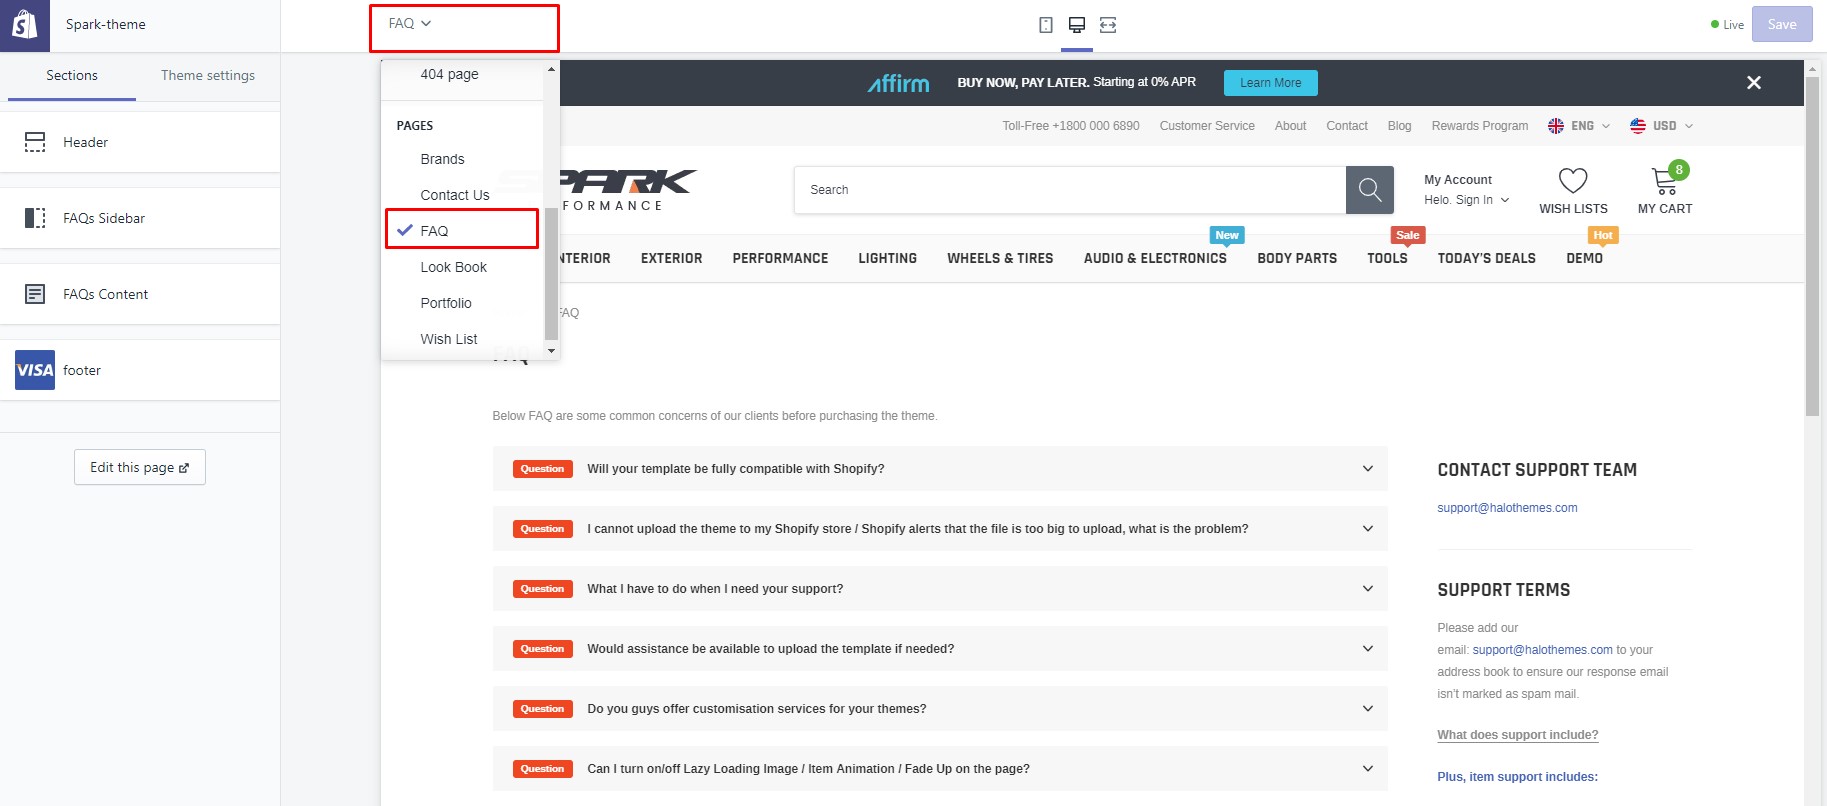 Spark-theme
FAQ
Live
Save
Sections
Theme settings
Header
FAQs Sidebar
FAQs Content
VISA
footer
Edit this page
404 page
PAGES
Brands
Contact Us
FAQ
Look Book
Portfolio
Wish List
affirm
BUY NOW, PAY LATER. Starting at 0% APR
Learn More
Toll-Free +1800 000 6890
Customer Service
About
Contact
Blog
Rewards Program
ENG
USD
SPARK
FORMANCE
Search
My Account
Helo. Sign In
WISH LISTS
8
MY CART
New
Sale
Hot
NTERIOR
EXTERIOR
PERFORMANCE
LIGHTING
WHEELS & TIRES
AUDIO & ELECTRONICS
BODY PARTS
TOOLS
TODAY'S DEALS
DEMO
FAQ
FAQ
Below FAQ are some common concerns of our clients before purchasing the theme.
Question Will your template be fully compatible with Shopify?
Question I cannot upload the theme to my Shopify store / Shopify alerts that the file is too big to upload, what is the problem?
Question What I have to do when I need your support?
Question Would assistance be available to upload the template if needed?
Question Do you guys offer customisation services for your themes?
Question Can I turn on/off Lazy Loading Image / Item Animation / Fade Up on the page?
CONTACT SUPPORT TEAM
support@halothemes.com
SUPPORT TERMS
Please add our
email: support@halothemes.com to your
address book to ensure our response email
isn't marked as spam mail.
What does support include?
Plus, item support includes: